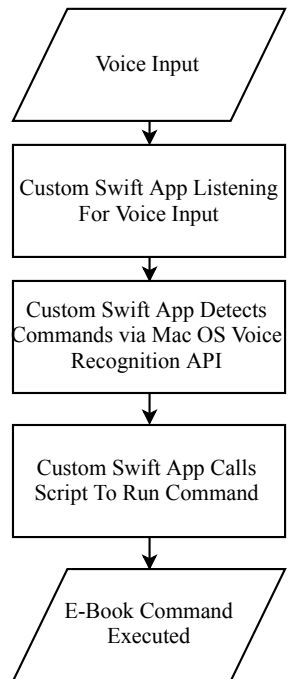 Voice Input
Custom Swift App Listening
For Voice Input
Custom Swift App Detects
Commands via Mac OS Voice
Recognition API
Custom Swift App Calls
Script To Run Command
E-Book Command
Executed